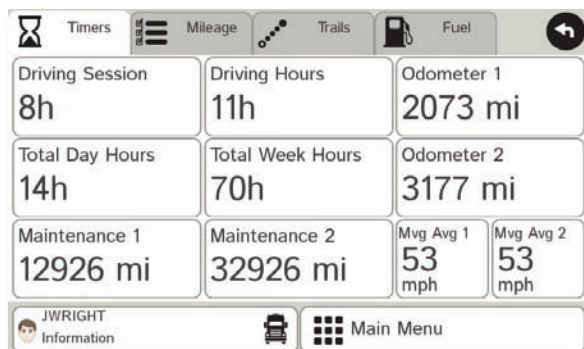 Timers
Mileage
Trails
Fuel
Driving Session
8h
Driving Hours
11h
Odometer 1
2073 mi
Total Day Hours
14h
Total Week Hours
70h
Odometer 2
3177 mi
Maintenance 1
12926 mi
Maintenance 2
32926 mi
Mvg Avg 1
53
mph
Mvg Avg 2
53
mph
JWRIGHT
Information
Main Menu